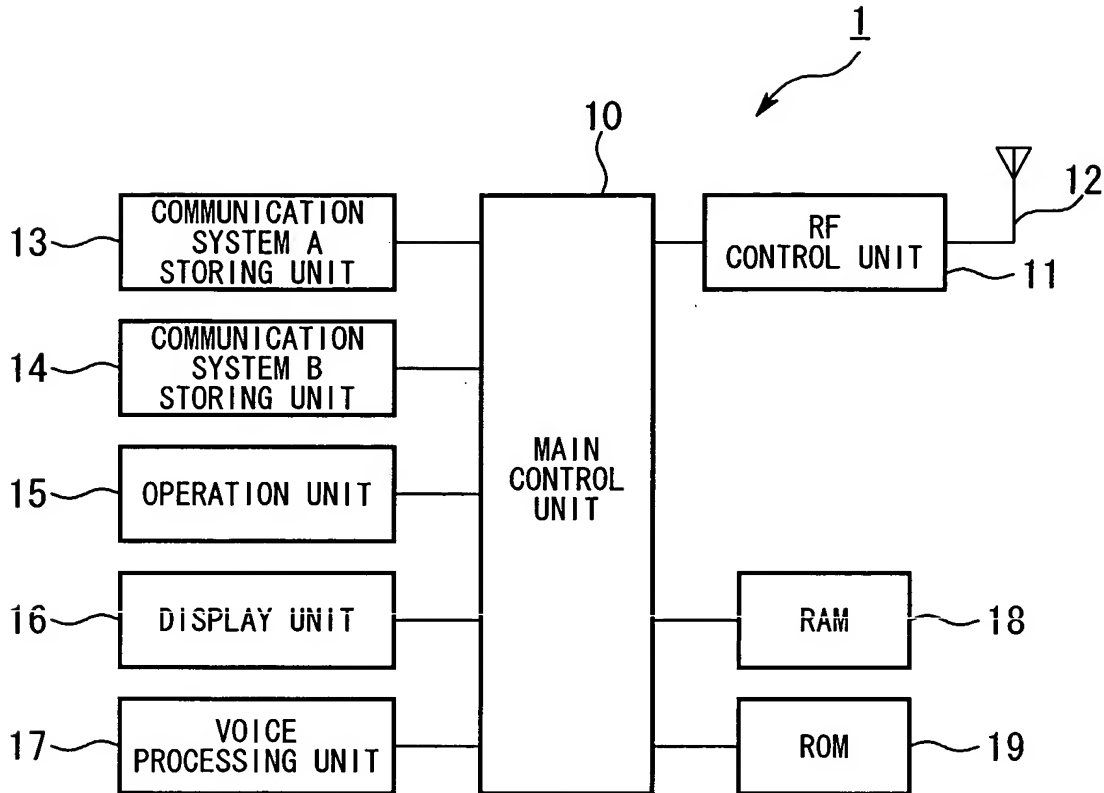 1
10
12
13
COMMUNICATION
SYSTEM A
STORING UNIT
RF
CONTROL UNIT
11
14
COMMUNICATION
SYSTEM B
STORING UNIT
MAIN
CONTROL
UNIT
15
OPERATION UNIT
16
DISPLAY UNIT
RAM
18
17
VOICE
PROCESSING UNIT
ROM
19